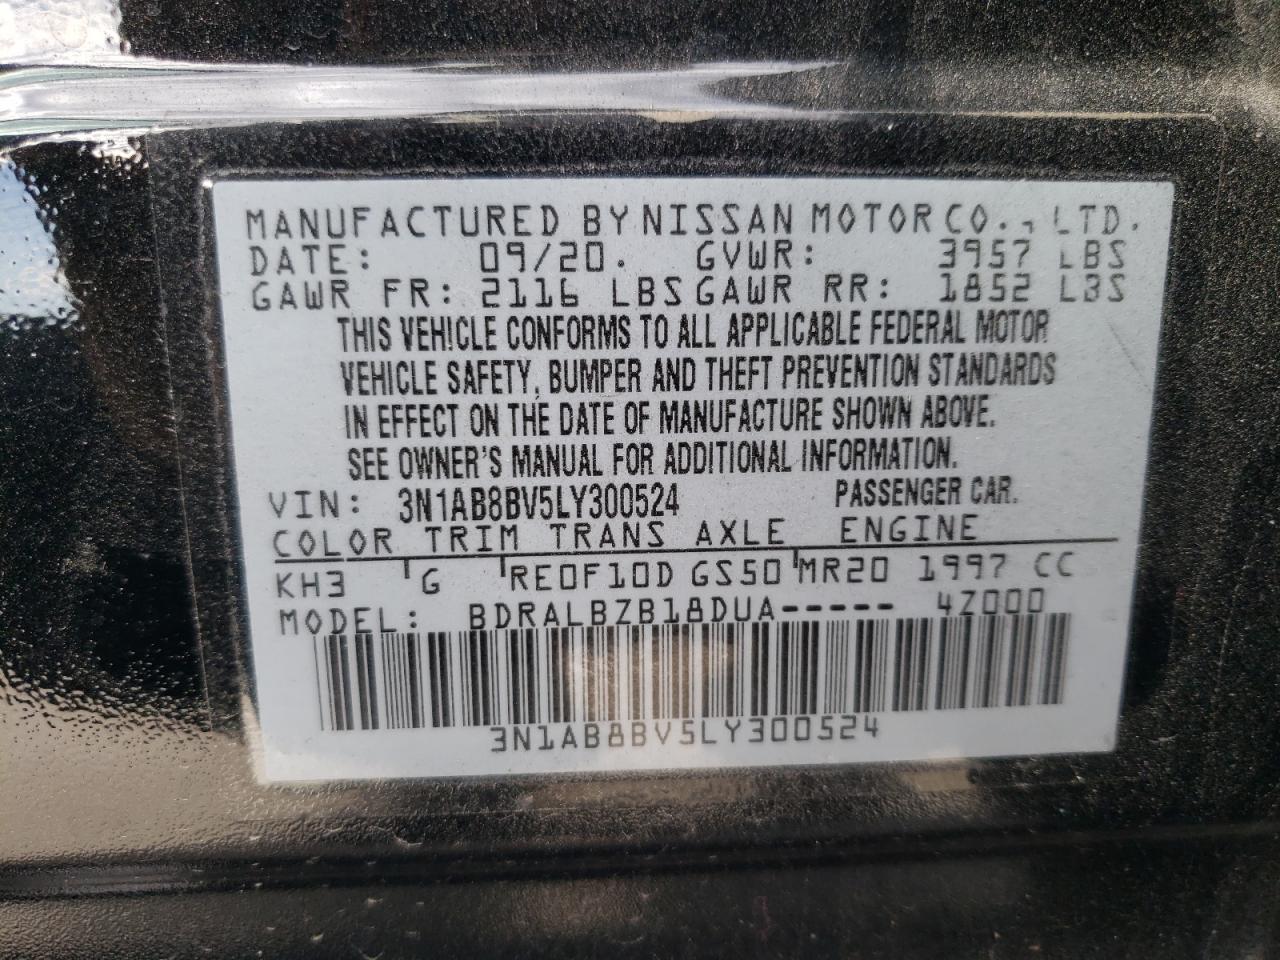 MANUFACTURED BY NISSAN MOTOR CO., LTD.
DATE: 09/20. GVWR: 3957 LBS
GAWR FR: 2116 LBS GAWR RR: 1852 LBS
THIS VEHICLE CONFORMS TO ALL APPLICABLE FEDERAL MOTOR
VEHICLE SAFETY, BUMPER AND THEFT PREVENTION STANDARDS
IN EFFECT ON THE DATE OF MANUFACTURE SHOWN ABOVE.
SEE OWNER'S MANUAL FOR ADDITIONAL INFORMATION.
VIN: 3N1AB8BV5LY300524 PASSENGER CAR.
COLOR TRIM TRANS AXLE ENGINE
KH3 G RE0F10D GS50 MR20 1997 CC
MODEL: BDRALBZB18DUA----- 4Z000
3N1AB8BV5LY300524